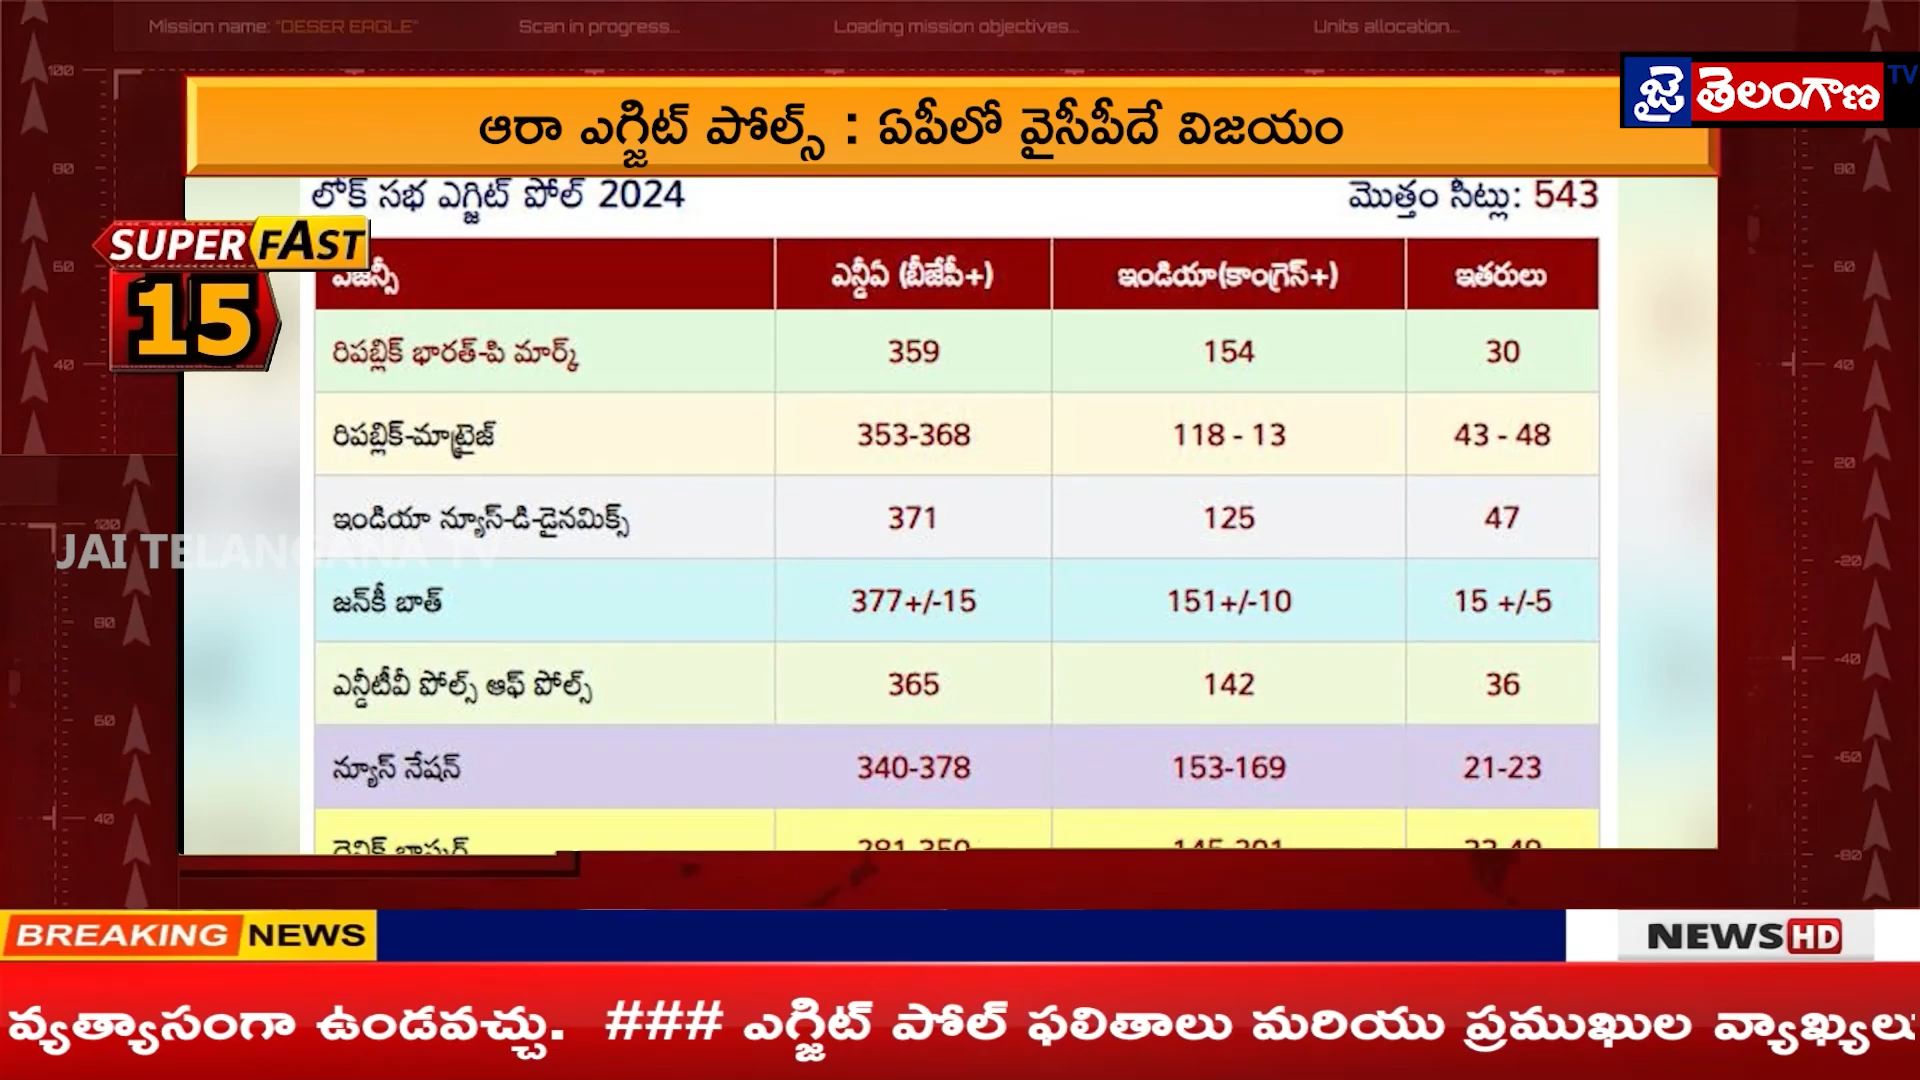 Mission name: "DESER EAGLE" Scan in progress... Loading mission objectives... Units allocation...
జై తెలంగాణ TV
ఆరా ఎగ్జిట్ పోల్స్ : ఏపీలో వైసీపీదే విజయం
లోక్ సభ ఎగ్జిట్ పోల్ 2024 మొత్తం సీట్లు: 543
SUPER FAST
15
ఏజెన్సీ ఎన్డీఏ (బీజేపీ+) ఇండియా(కాంగ్రెస్+) ఇతరులు
రిపబ్లిక్ భారత్-పి మార్క్ 359 154 30
రిపబ్లిక్-మాట్రైజ్ 353-368 118 - 13 43 - 48
ఇండియా న్యూస్-డి-డైనమిక్స్ 371 125 47
JAI TELANGANA TV
జన్‌కీ బాత్ 377+/-15 151+/-10 15 +/-5
ఎన్డీటీవీ పోల్స్ ఆఫ్ పోల్స్ 365 142 36
న్యూస్ నేషన్ 340-378 153-169 21-23
BREAKING NEWS
NEWS HD
వ్యత్యాసంగా ఉండవచ్చు. ### ఎగ్జిట్ పోల్ ఫలితాలు మరియు ప్రముఖుల వ్యాఖ్యలు